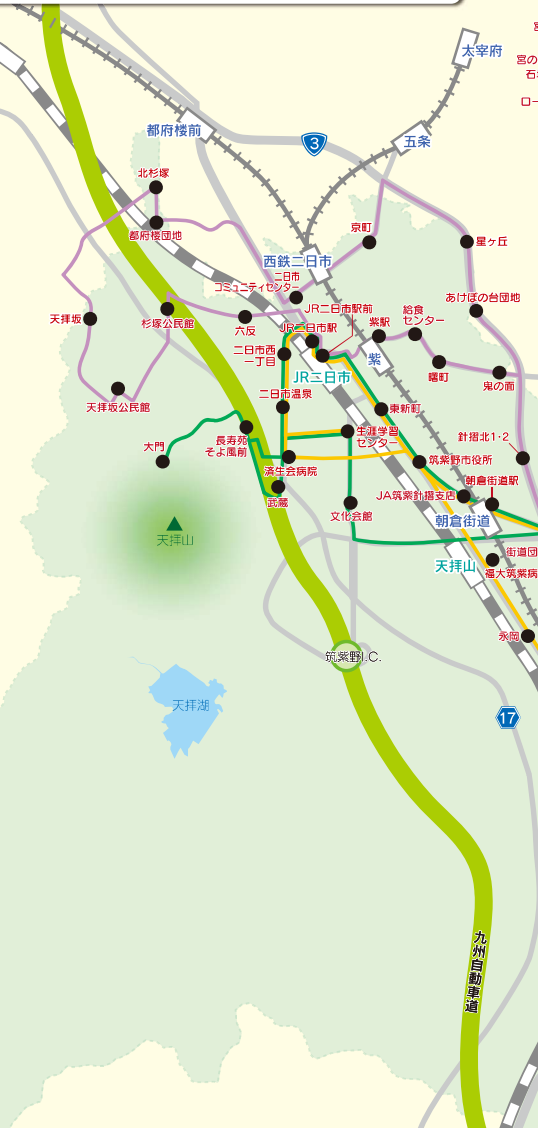 太宰府
宮の
石
ロー
都府楼前
3
五条
北杉塚
都府楼団地
京町
星ヶ丘
西鉄二日市
二日市
コミュニティセンター
あけぼの台団地
天拝坂
杉塚公民館
六反
JR二日市駅前
JR二日市駅
紫駅
給食
センター
二日市西
一丁目
紫
曙町
鬼の面
JR二日市
天拝坂公民館
二日市温泉
東新町
大門
長寿苑
そよ風前
生涯学習
センター
針摺北1・2
済生会病院
筑紫野市役所
武蔵
朝倉街道駅
JA筑紫針摺支店
文化会館
朝倉街道
天拝山
街道団
天拝山
福大筑紫病
永岡
筑紫野I.C.
天拝湖
17
九州自動車道